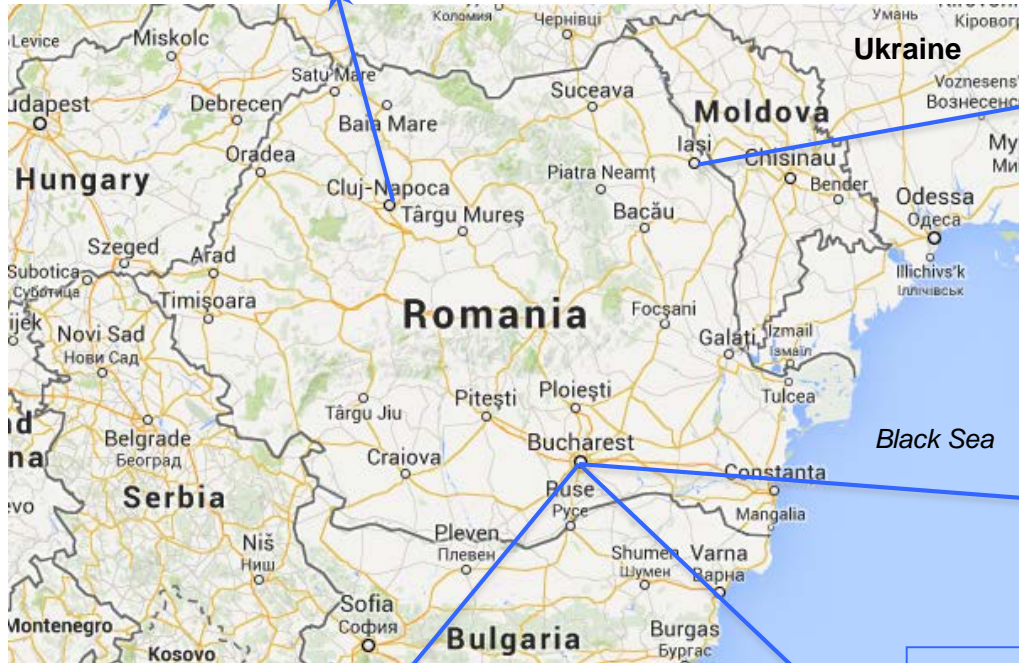 Коломия
Чернівці
Умань
Levice
Miskolc
Ukraine
Satu Mare
Suceava
Voznesens'
Вознесенс
Debrecen
Baia Mare
Moldova
Iași
Chisinau
Oradea
Piatra Neamț
Bender
Hungary
Cluj-Napoca
Târgu Mureș
Bacău
Odessa
Одеса
Szeged
Arad
Subotica
Суботица
Illichivs'k
Іллічівськ
Timișoara
Romania
Focșani
Novi Sad
Нови Сад
Galați
Izmail
Ізмаїл
Tulcea
Târgu Jiu
Pitești
Ploiești
Belgrade
Београд
Craiova
Bucharest
Black Sea
Constanta
Serbia
Ruse
Русе
Mangalia
Pleven
Плевен
Niš
Ниш
Shumen
Шумен
Varna
Варна
Sofia
София
Montenegro
Kosovo
Bulgaria
Burgas
Бургас